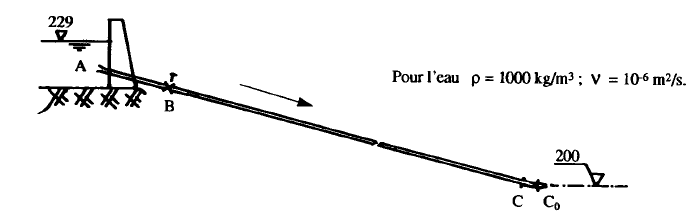 229
A
r
B
Pour l'eau ρ = 1000 kg/m³ ; ν = 10⁻⁶ m²/s.
200
C C₀